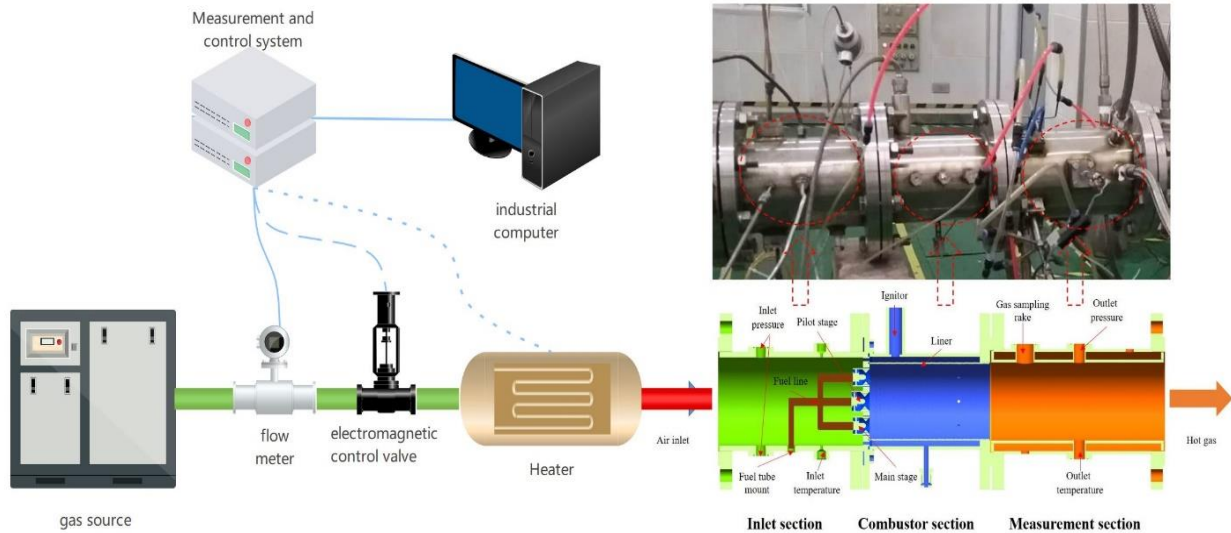 Measurement and
control system
industrial
computer
flow
meter
electromagnetic
control valve
Heater
gas source
Air inlet
Inlet
pressure
Pilot stage
Ignitor
Liner
Gas sampling
rake
Outlet
pressure
Fuel line
Fuel tube
mount
Inlet
temperature
Main stage
Outlet
temperature
Hot gas
Inlet section
Combustor section
Measurement section